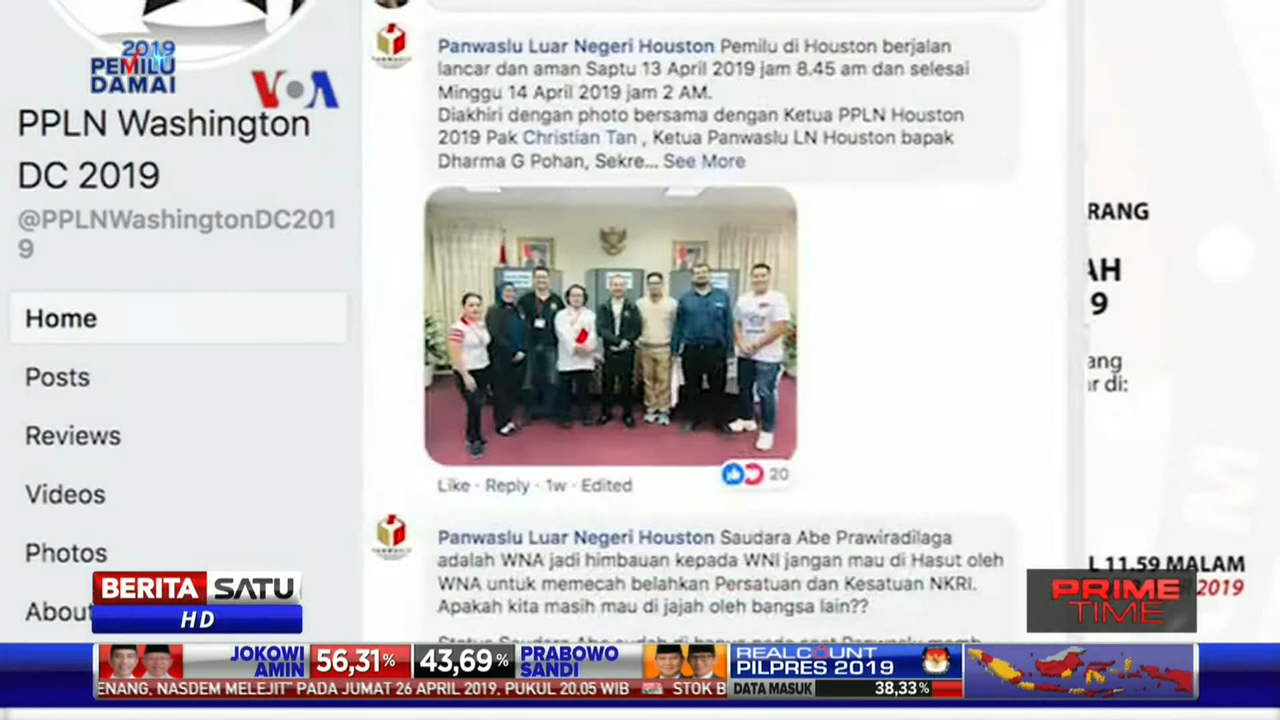 2019
PEMILU
DAMAI
VOA
PPLN Washington
DC 2019
@PPLNWashingtonDC201
9
Home
Posts
Reviews
Videos
Photos
About
Panwaslu Luar Negeri Houston Pemilu di Houston berjalan
lancar dan aman Saptu 13 April 2019 jam 8.45 am dan selesai
Minggu 14 April 2019 jam 2 AM.
Diakhiri dengan photo bersama dengan Ketua PPLN Houston
2019 Pak Christian Tan , Ketua Panwaslu LN Houston bapak
Dharma G Pohan, Sekre... See More
Like · Reply · 1w · Edited
20
Panwaslu Luar Negeri Houston Saudara Abe Prawiradilaga
adalah WNA jadi himbauan kepada WNI jangan mau di Hasut oleh
WNA untuk memecah belahkan Persatuan dan Kesatuan NKRI.
Apakah kita masih mau di jajah oleh bangsa lain??
RANG
AH
9
ang
ar di:
L 11.59 MALAM
2019
BERITA SATU
HD
PRIME
TIME
JOKOWI
AMIN
56,31%
43,69%
PRABOWO
SANDI
REALCOUNT
PILPRES 2019
DATA MASUK 38,33%
ENANG, NASDEM MELEJIT" PADA JUMAT 26 APRIL 2019, PUKUL 20.05 WIB STOK B